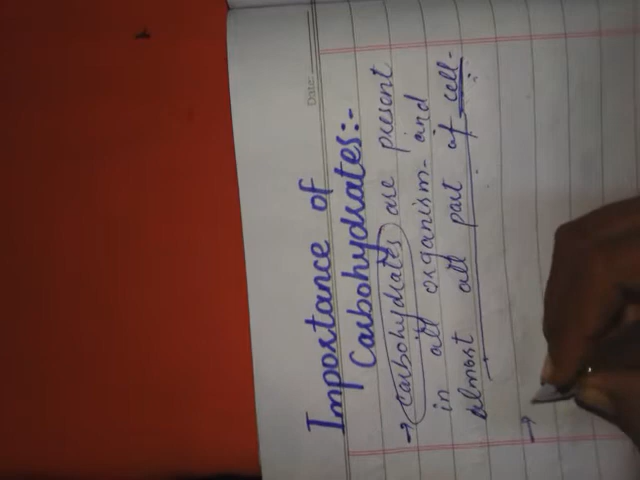 Date:
Importance of
Carbohydrates:-
→ carbohydrates are present
in all organism- and
almost all part of cell.
→